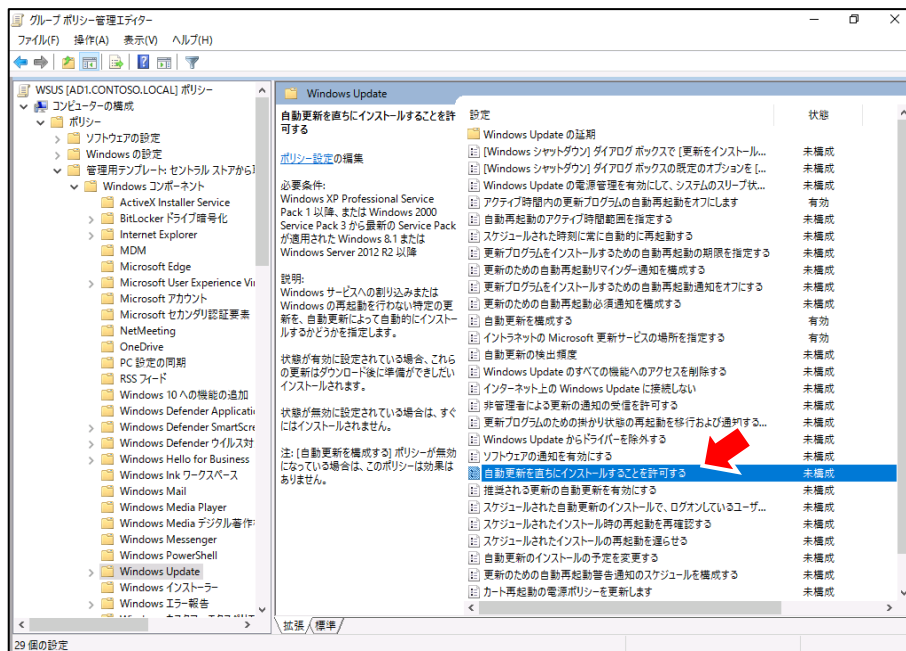 グループ ポリシー管理エディター
ファイル(F) 操作(A) 表示(V) ヘルプ(H)
WSUS [AD1.CONTOSO.LOCAL] ポリシー
コンピューターの構成
ポリシー
ソフトウェアの設定
Windows の設定
管理用テンプレート: セントラル ストアから
Windows コンポーネント
ActiveX Installer Service
BitLocker ドライブ暗号化
Internet Explorer
MDM
Microsoft Edge
Microsoft User Experience Vir
Microsoft アカウント
Microsoft セカンダリ認証要素
NetMeeting
OneDrive
PC 設定の同期
RSS フィード
Windows 10 への機能の追加
Windows Defender Applicati
Windows Defender SmartScre
Windows Defender ウイルス対
Windows Hello for Business
Windows Ink ワークスペース
Windows Mail
Windows Media Player
Windows Media デジタル著作
Windows Messenger
Windows PowerShell
Windows Update
Windows インストーラー
Windows エラー報告
Windows Update
自動更新を直ちにインストールすることを許
可する
ポリシー設定の編集
必要条件:
Windows XP Professional Service
Pack 1 以降、または Windows 2000
Service Pack 3 から最新の Service Pack
が適用された Windows 8.1 または
Windows Server 2012 R2 以降
説明:
Windows サービスへの割り込みまたは
Windows の再起動を行わない特定の更
新を、自動更新によって自動的にインストー
ルするかどうかを指定します。
状態が有効に設定されている場合、これら
の更新はダウンロード後に準備ができしだい
インストールされます。
状態が無効に設定されている場合は、すぐ
にはインストールされません。
注: [自動更新を構成する] ポリシーが無効
になっている場合は、このポリシーは効果は
ありません。
設定 状態
Windows Update の延期
[Windows シャットダウン] ダイアログ ボックスで [更新をインストール... 未構成
[Windows シャットダウン] ダイアログ ボックスの既定のオプションを [... 未構成
Windows Update の電源管理を有効にして、システムのスリープ状... 未構成
アクティブ時間内の更新プログラムの自動再起動をオフにします 有効
自動再起動のアクティブ時間範囲を指定する 未構成
スケジュールされた時刻に常に自動的に再起動する 未構成
更新プログラムをインストールするための自動再起動の期限を指定する 未構成
更新のための自動再起動リマインダー通知を構成する 未構成
更新プログラムをインストールするための自動再起動通知をオフにする 未構成
更新のための自動再起動必須通知を構成する 未構成
自動更新を構成する 有効
イントラネットの Microsoft 更新サービスの場所を指定する 有効
自動更新の検出頻度 未構成
Windows Update のすべての機能へのアクセスを削除する 未構成
インターネット上の Windows Update に接続しない 未構成
非管理者による更新の通知の受信を許可する 未構成
更新プログラムのための掛かり状態の再起動を移行および通知する... 未構成
Windows Update からドライバーを除外する 未構成
ソフトウェアの通知を有効にする 未構成
自動更新を直ちにインストールすることを許可する 未構成
推奨される更新の自動更新を有効にする 未構成
スケジュールされた自動更新のインストールで、ログオンしているユーザ... 未構成
スケジュールされたインストール時の再起動を再確認する 未構成
スケジュールされたインストールの再起動を遅らせる 未構成
自動更新のインストールの予定を変更する 未構成
更新のための自動再起動警告通知のスケジュールを構成する 未構成
カート再起動の電源ポリシーを更新します 未構成
拡張 標準
29 個の設定